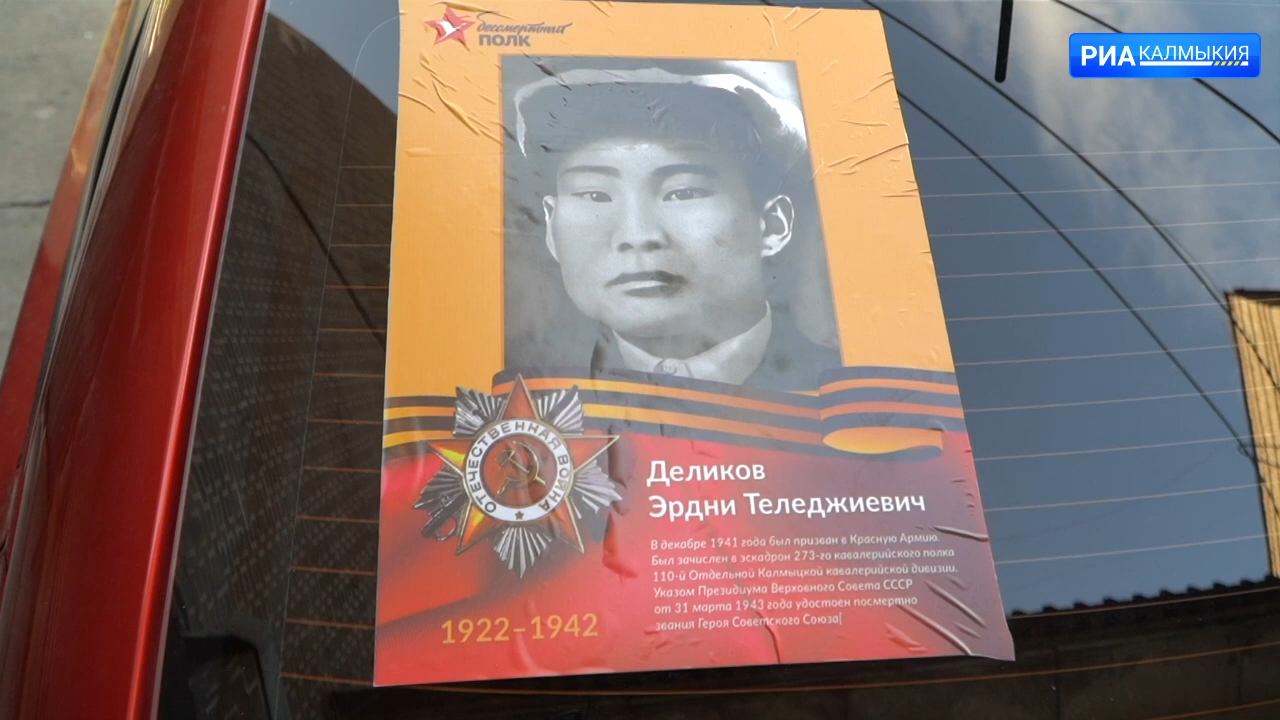 бессмертный
ПОЛК
РИА КАЛМЫКИЯ
ОТЕЧЕСТВЕННАЯ ВОЙНА
Деликов
Эрдни Теледжиевич
В декабре 1941 года был призван в Красную Армию.
Был зачислен в эскадрон 273-го кавалерийского полка
110-й Отдельной Калмыцкой кавалерийской дивизии.
Указом Президиума Верховного Совета СССР
от 31 марта 1943 года удостоен посмертно
звания Героя Советского Союза
1922–1942